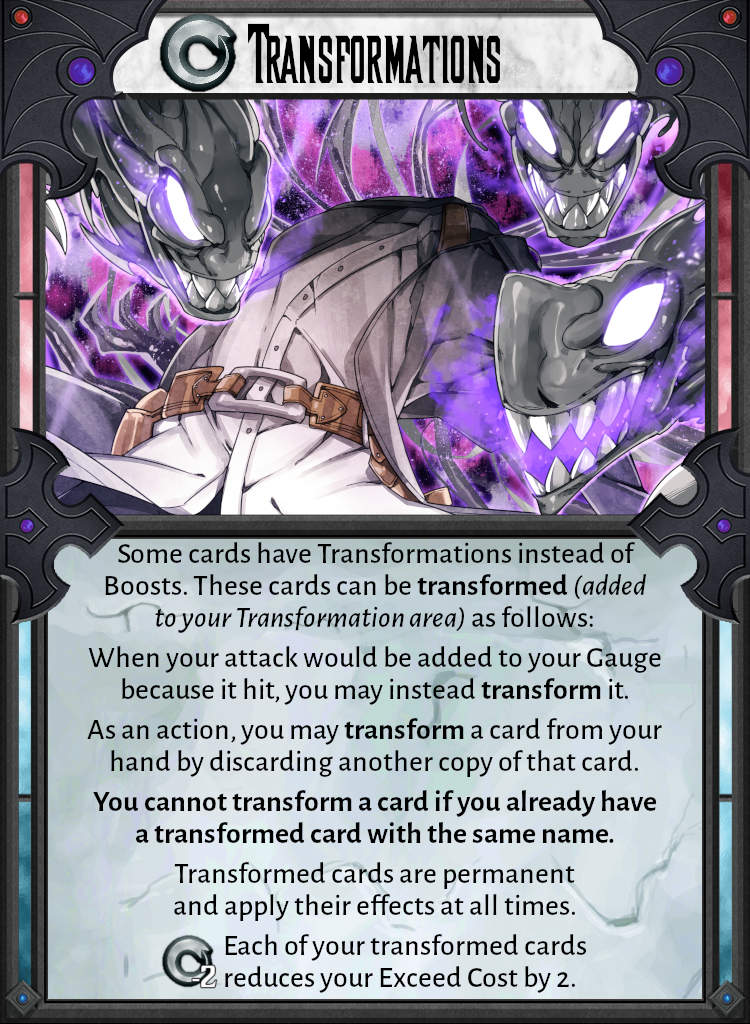 Transformations
Some cards have Transformations instead of
Boosts. These cards can be transformed (added
to your Transformation area) as follows:
When your attack would be added to your Gauge
because it hit, you may instead transform it.
As an action, you may transform a card from your
hand by discarding another copy of that card.
You cannot transform a card if you already have
a transformed card with the same name.
Transformed cards are permanent
and apply their effects at all times.
-2 Each of your transformed cards
reduces your Exceed Cost by 2.